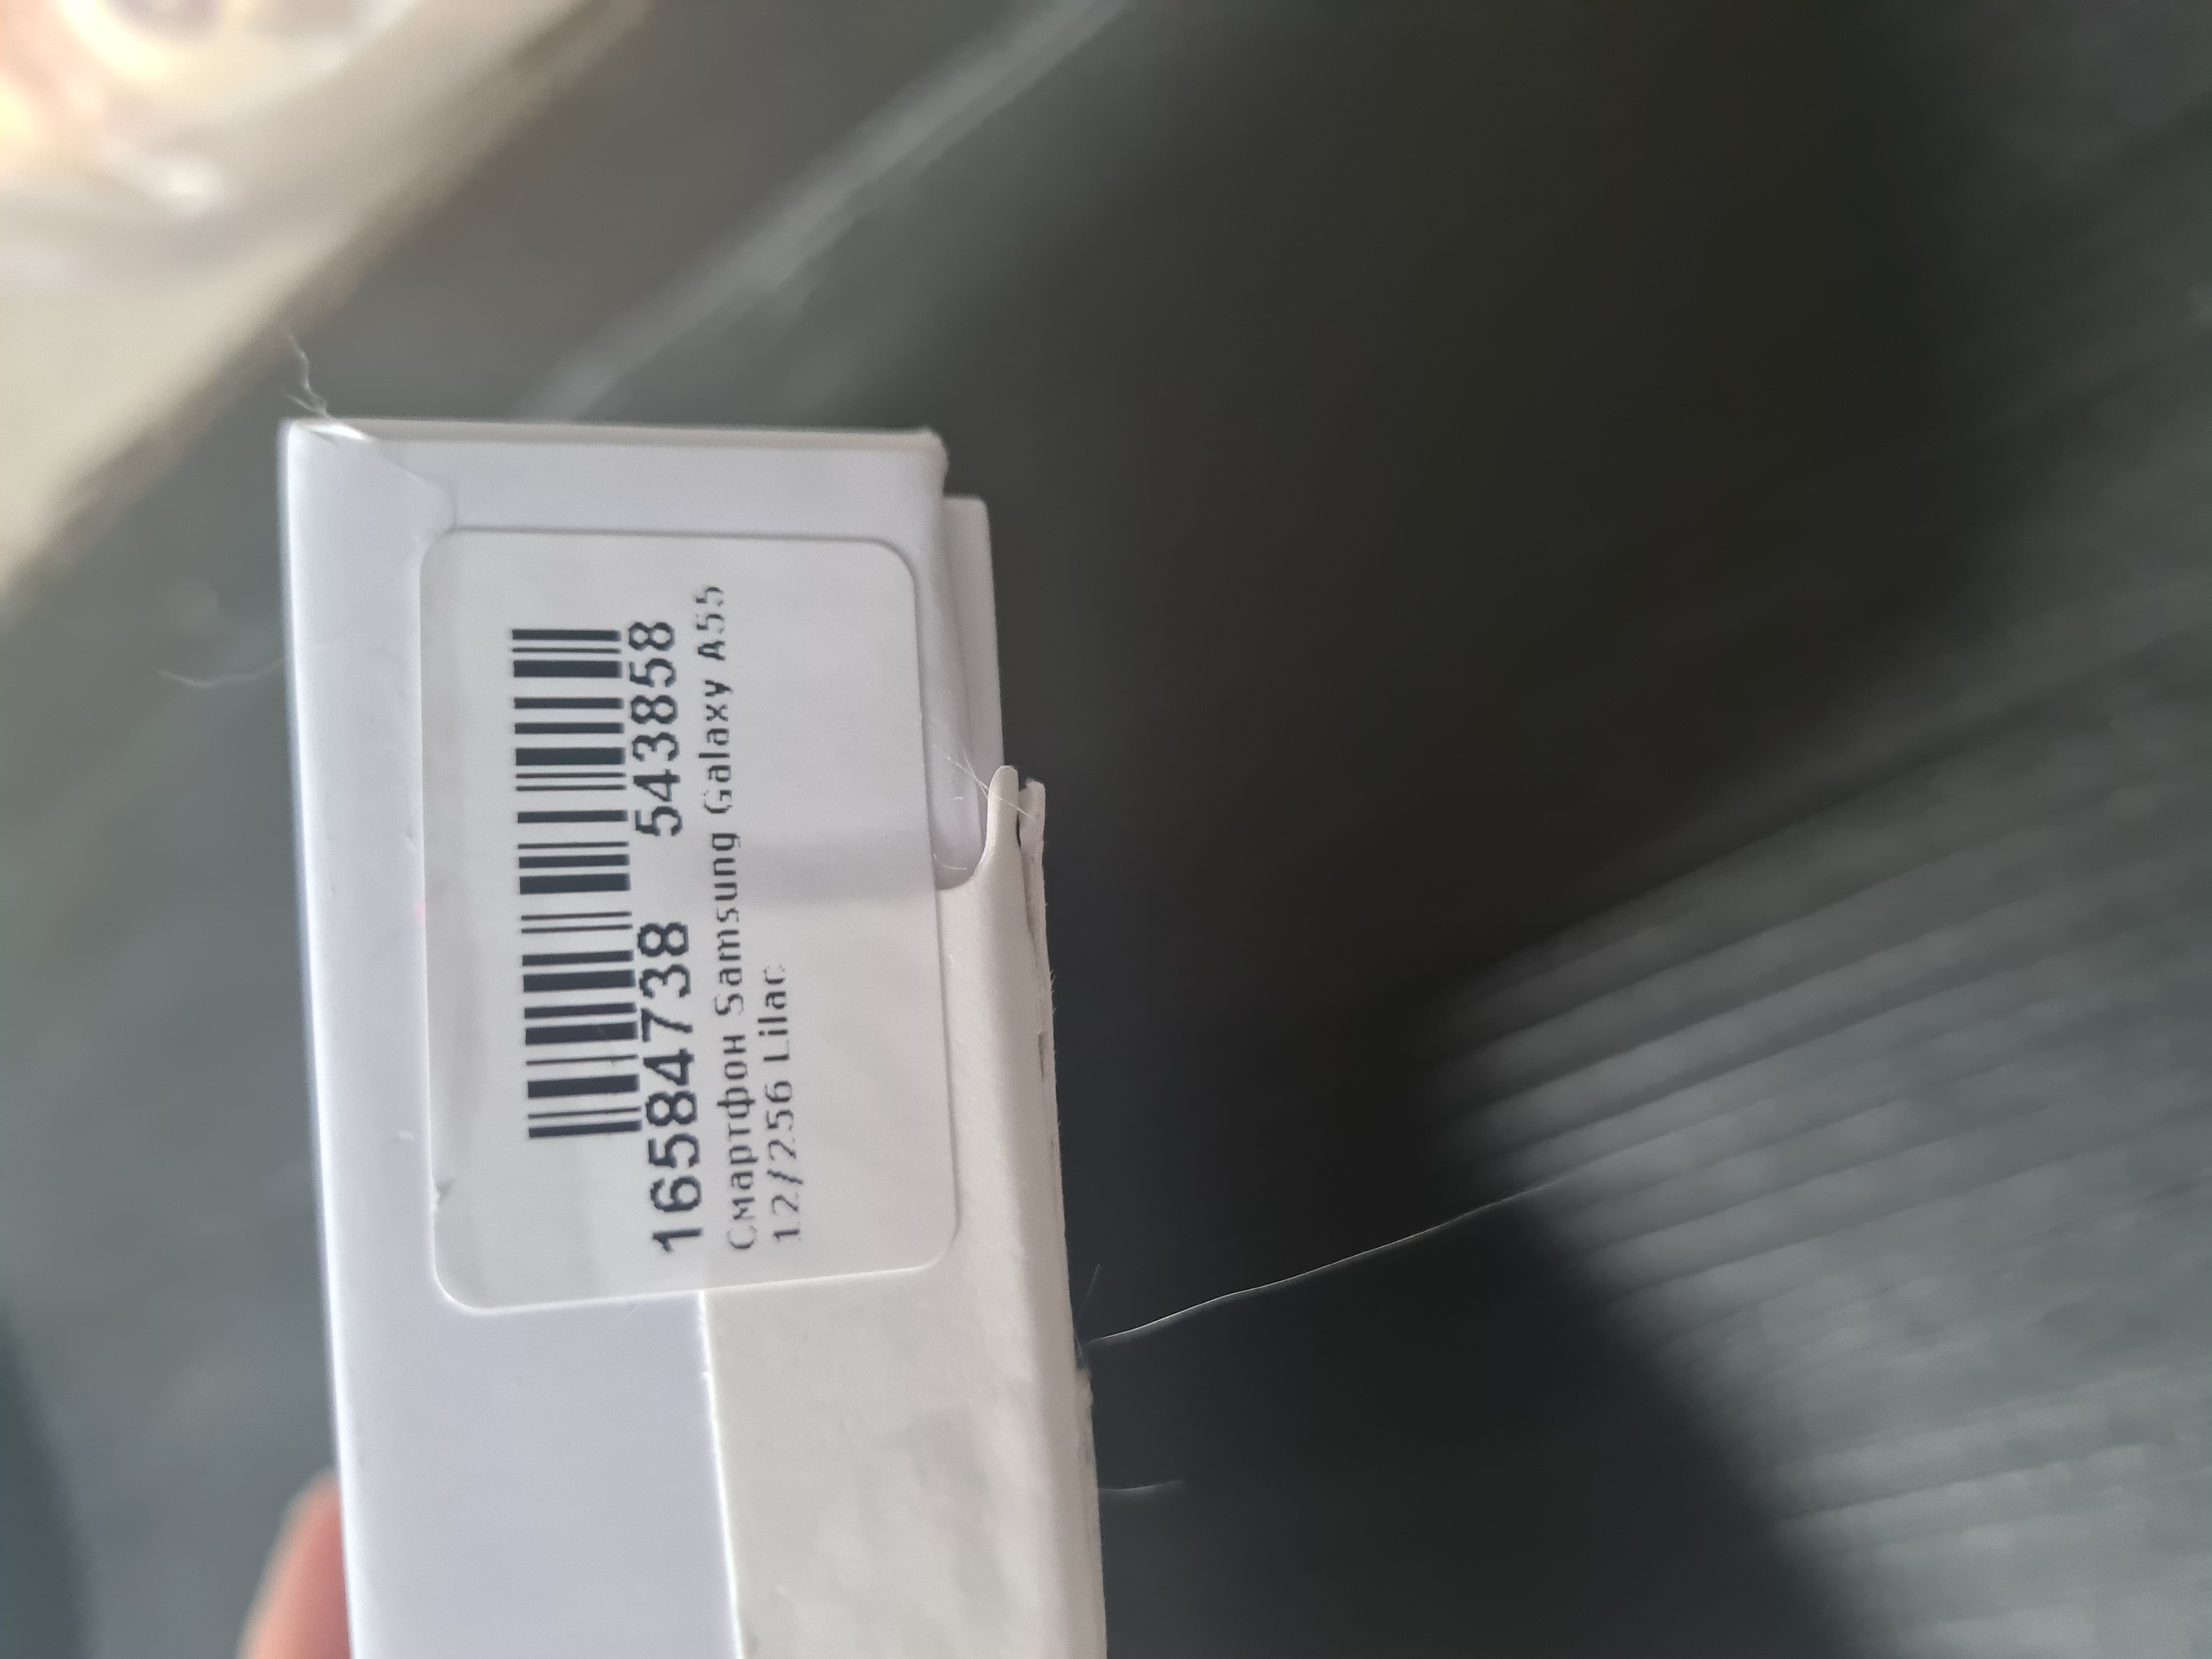 16584738 543858
Смартфон Samsung Galaxy A55
12/256 Lilac